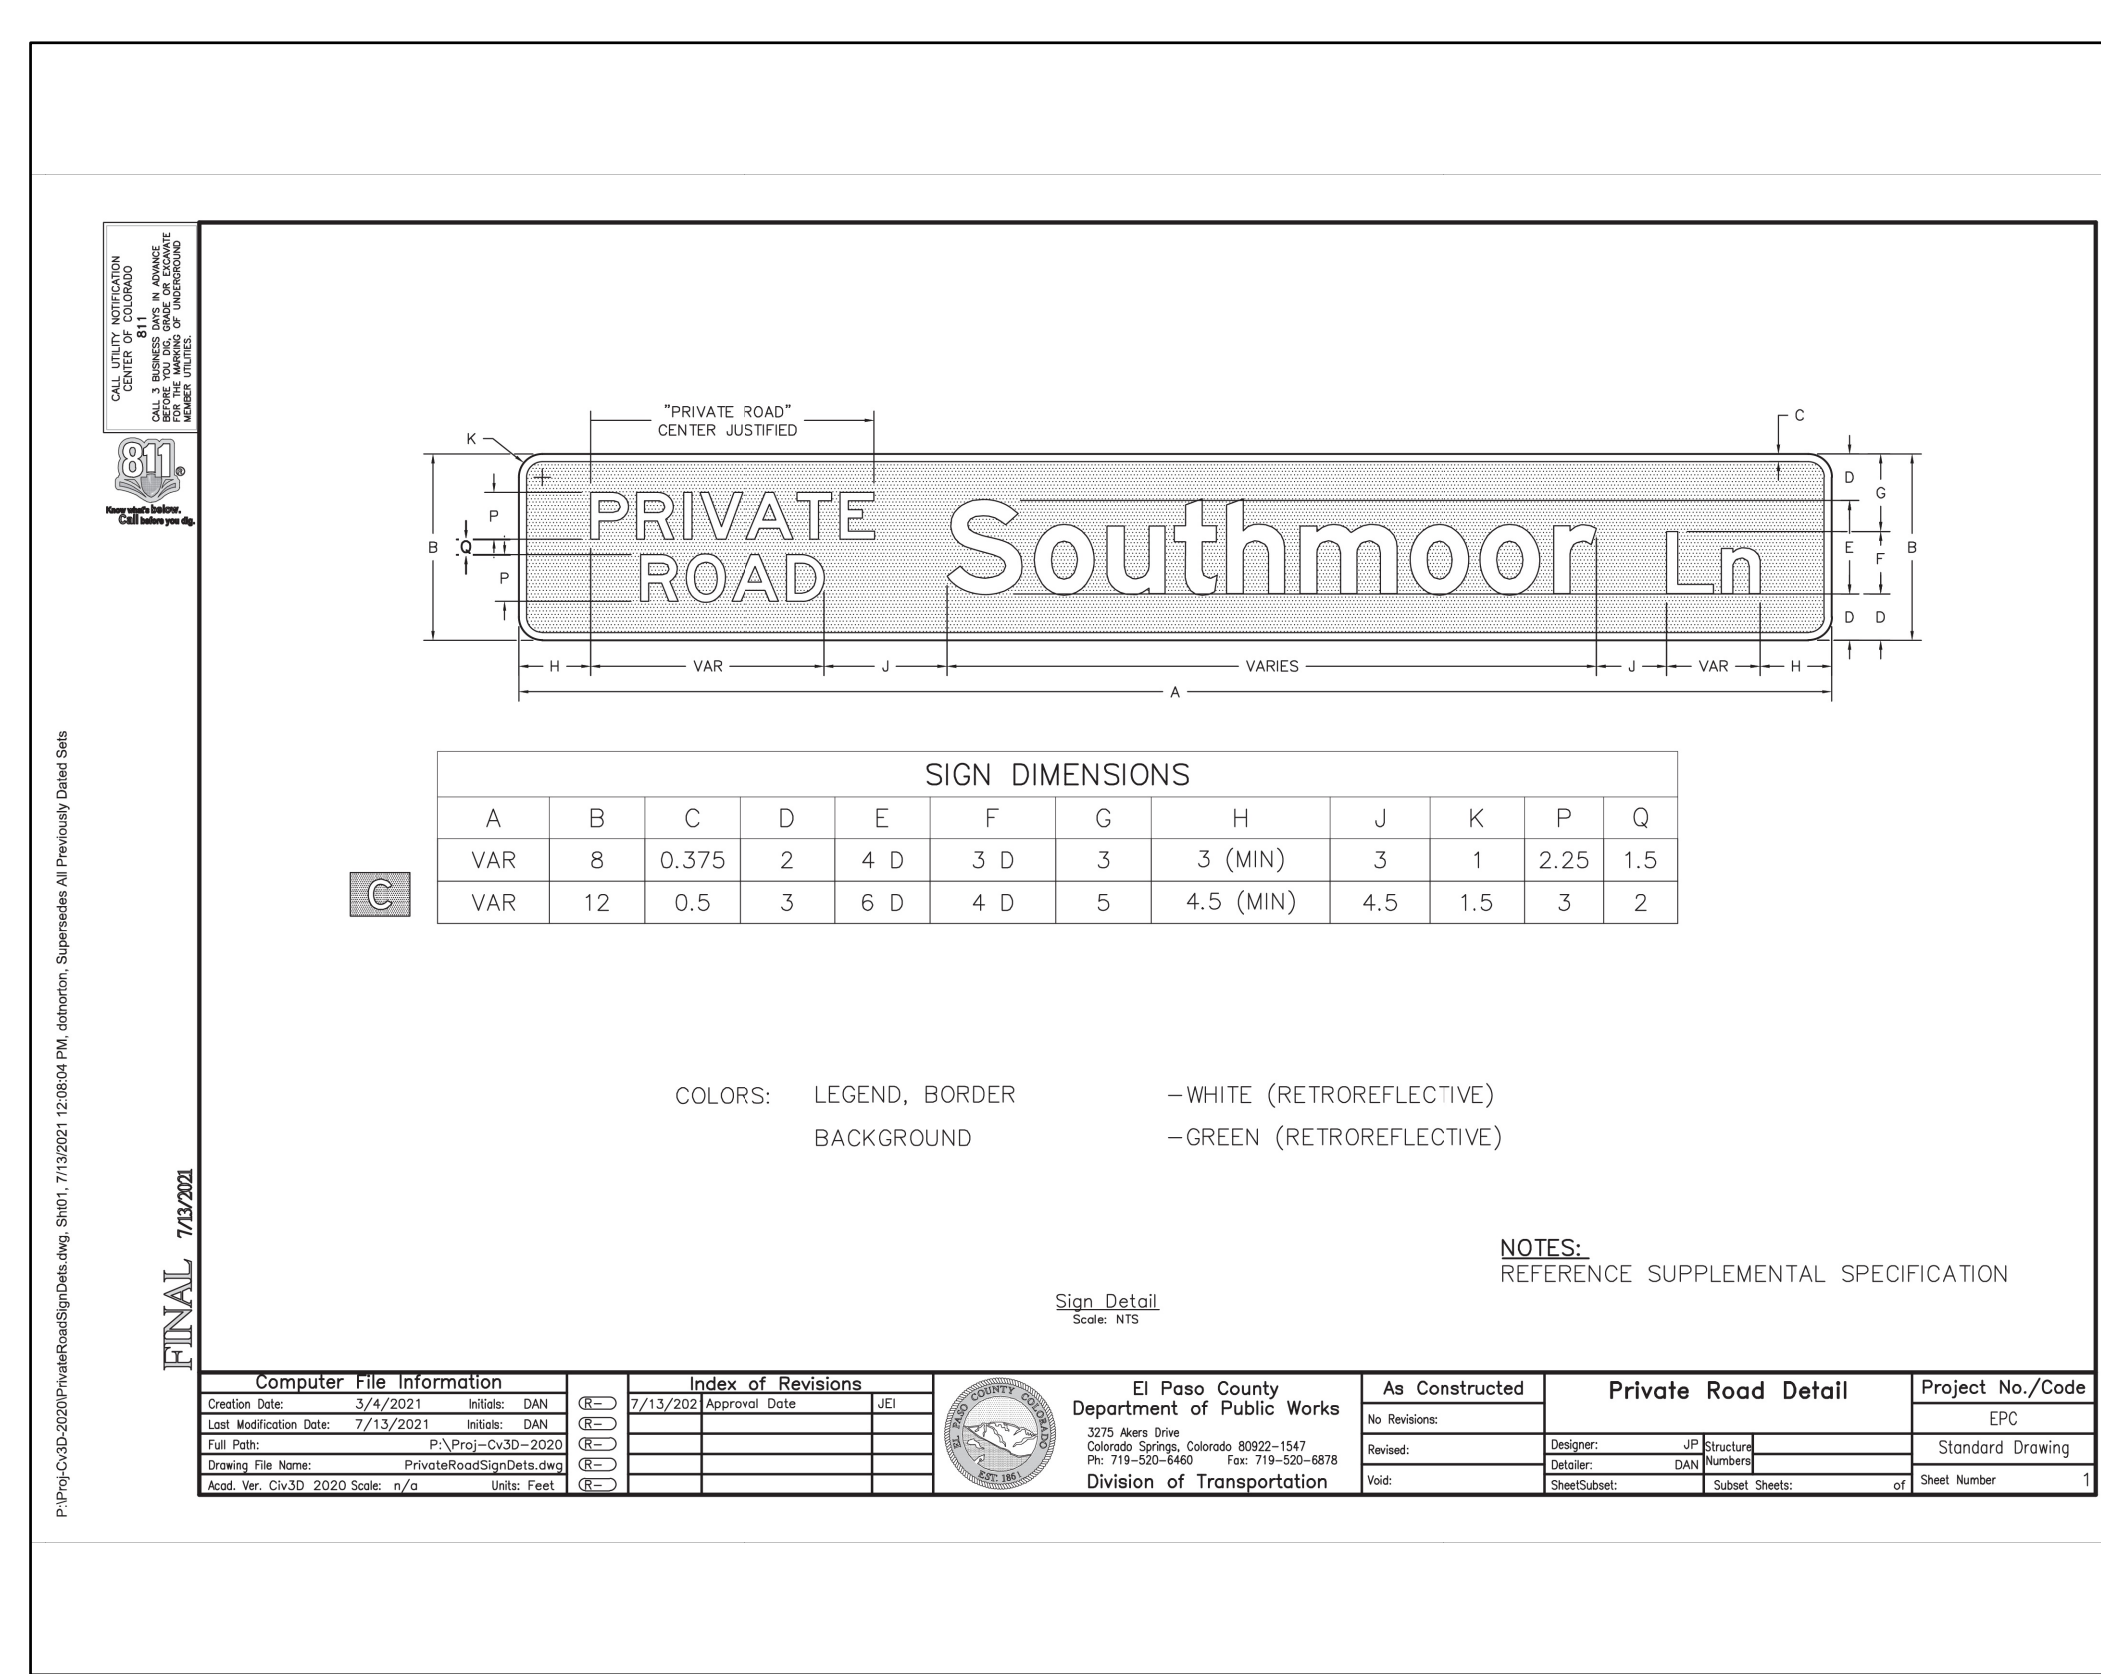 P:\Proj-Cv3D-2020\PrivateRoadSignDets.dwg, Sht01, 7/13/2021 12:08:04 PM, dotnorton, Supersedes All Previously Dated Sets
CALL UTILITY NOTIFICATION
CENTER OF COLORADO
811
CALL 3 BUSINESS DAYS IN ADVANCE
BEFORE YOU DIG, GRADE OR EXCAVATE
FOR THE MARKING OF UNDERGROUND
MEMBER UTILITIES.
811®
Know what's below.
Call before you dig.
FINAL 7/13/2021
"PRIVATE ROAD"
CENTER JUSTIFIED
K
C
B
P
Q
P
PRIVATE
ROAD
Southmoor Ln
D
E
D
G
F
D
B
H VAR J VARIES J VAR H
A
SIGN DIMENSIONS
A B C D E F G H J K P Q
VAR 8 0.375 2 4 D 3 D 3 3 (MIN) 3 1 2.25 1.5
C
VAR 12 0.5 3 6 D 4 D 5 4.5 (MIN) 4.5 1.5 3 2
COLORS: LEGEND, BORDER -WHITE (RETROREFLECTIVE)
BACKGROUND -GREEN (RETROREFLECTIVE)
NOTES:
REFERENCE SUPPLEMENTAL SPECIFICATION
Sign Detail
Scale: NTS
Computer File Information
Creation Date: 3/4/2021 Initials: DAN
Last Modification Date: 7/13/2021 Initials: DAN
Full Path: P:\Proj-Cv3D-2020
Drawing File Name: PrivateRoadSignDets.dwg
Acad. Ver. Civ3D 2020 Scale: n/a Units: Feet
R-
R-
R-
R-
R-
Index of Revisions
7/13/202 Approval Date JEI
EL PASO COUNTY COLORADO
EST. 1861
El Paso County
Department of Public Works
3275 Akers Drive
Colorado Springs, Colorado 80922-1547
Ph: 719-520-6460 Fax: 719-520-6878
Division of Transportation
As Constructed
No Revisions:
Revised:
Void:
Private Road Detail
Designer: JP
Detailer: DAN
Structure
Numbers
SheetSubset:
Subset Sheets: of
Project No./Code
EPC
Standard Drawing
Sheet Number 1